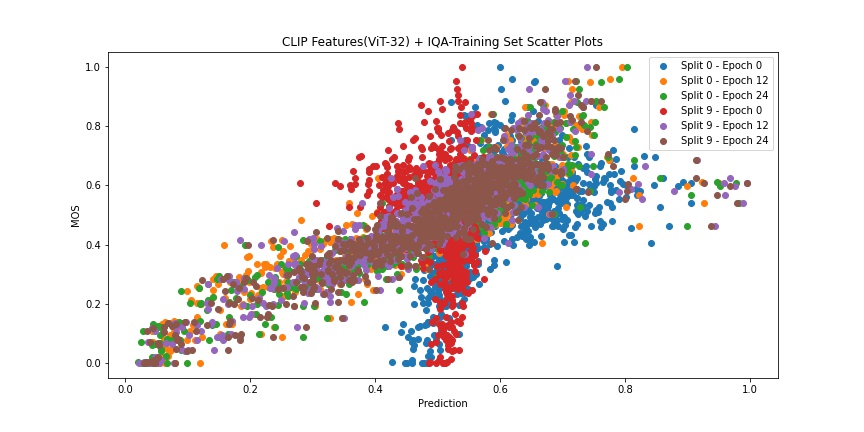 CLIP Features(ViT-32) + IQA-Training Set Scatter Plots
1.0
0.8
0.6
0.4
0.2
0.0
MOS
Split 0 - Epoch 0
Split 0 - Epoch 12
Split 0 - Epoch 24
Split 9 - Epoch 0
Split 9 - Epoch 12
Split 9 - Epoch 24
0.0 0.2 0.4 0.6 0.8 1.0
Prediction